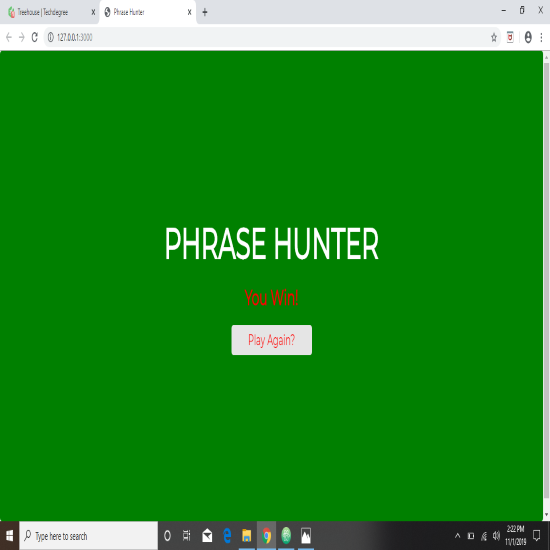 Treehouse | Techdegree
Phrase Hunter
127.0.0.1:3000
PHRASE HUNTER
You Win!
Play Again?
Type here to search
2:22 PM
11/1/2019